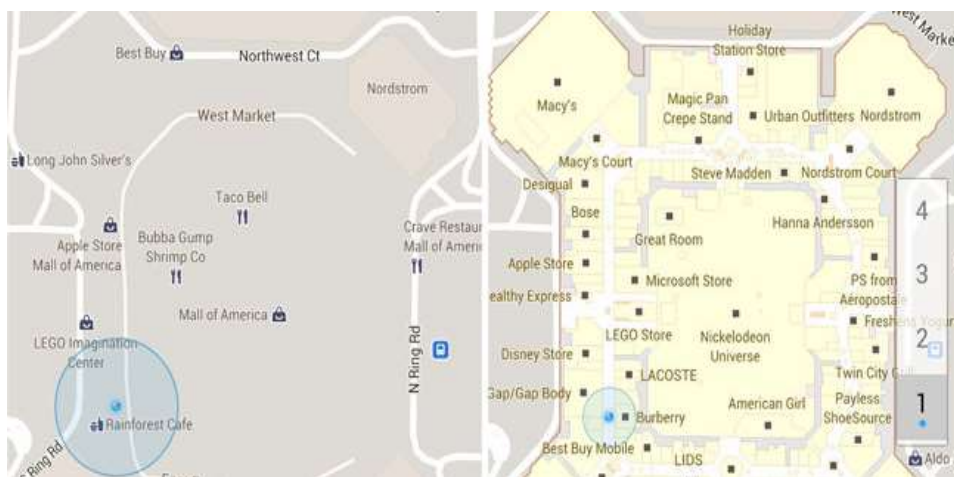 Best Buy
Northwest Ct
Nordstrom
West Market
Long John Silver's
Taco Bell
Apple Store
Mall of America
Bubba Gump
Shrimp Co
Crave Restaur
Mall of Ameri
Mall of America
LEGO Imagination
Center
N Ring Rd
Rainforest Cafe
Ring Rd
West Market
Holiday
Station Store
Macy's
Magic Pan
Crepe Stand
Urban Outfitters
Nordstrom
Macy's Court
Steve Madden
Nordstrom Court
Desigual
Bose
Hanna Andersson
Great Room
Apple Store
Microsoft Store
PS from
Aéropostale
ealthy Express
LEGO Store
Nickelodeon
Universe
Freshens Yogu
Disney Store
LACOSTE
Twin City
Gap/Gap Body
Burberry
American Girl
Payless
ShoeSource
Best Buy Mobile
LIDS
Aldo
4
3
2
1